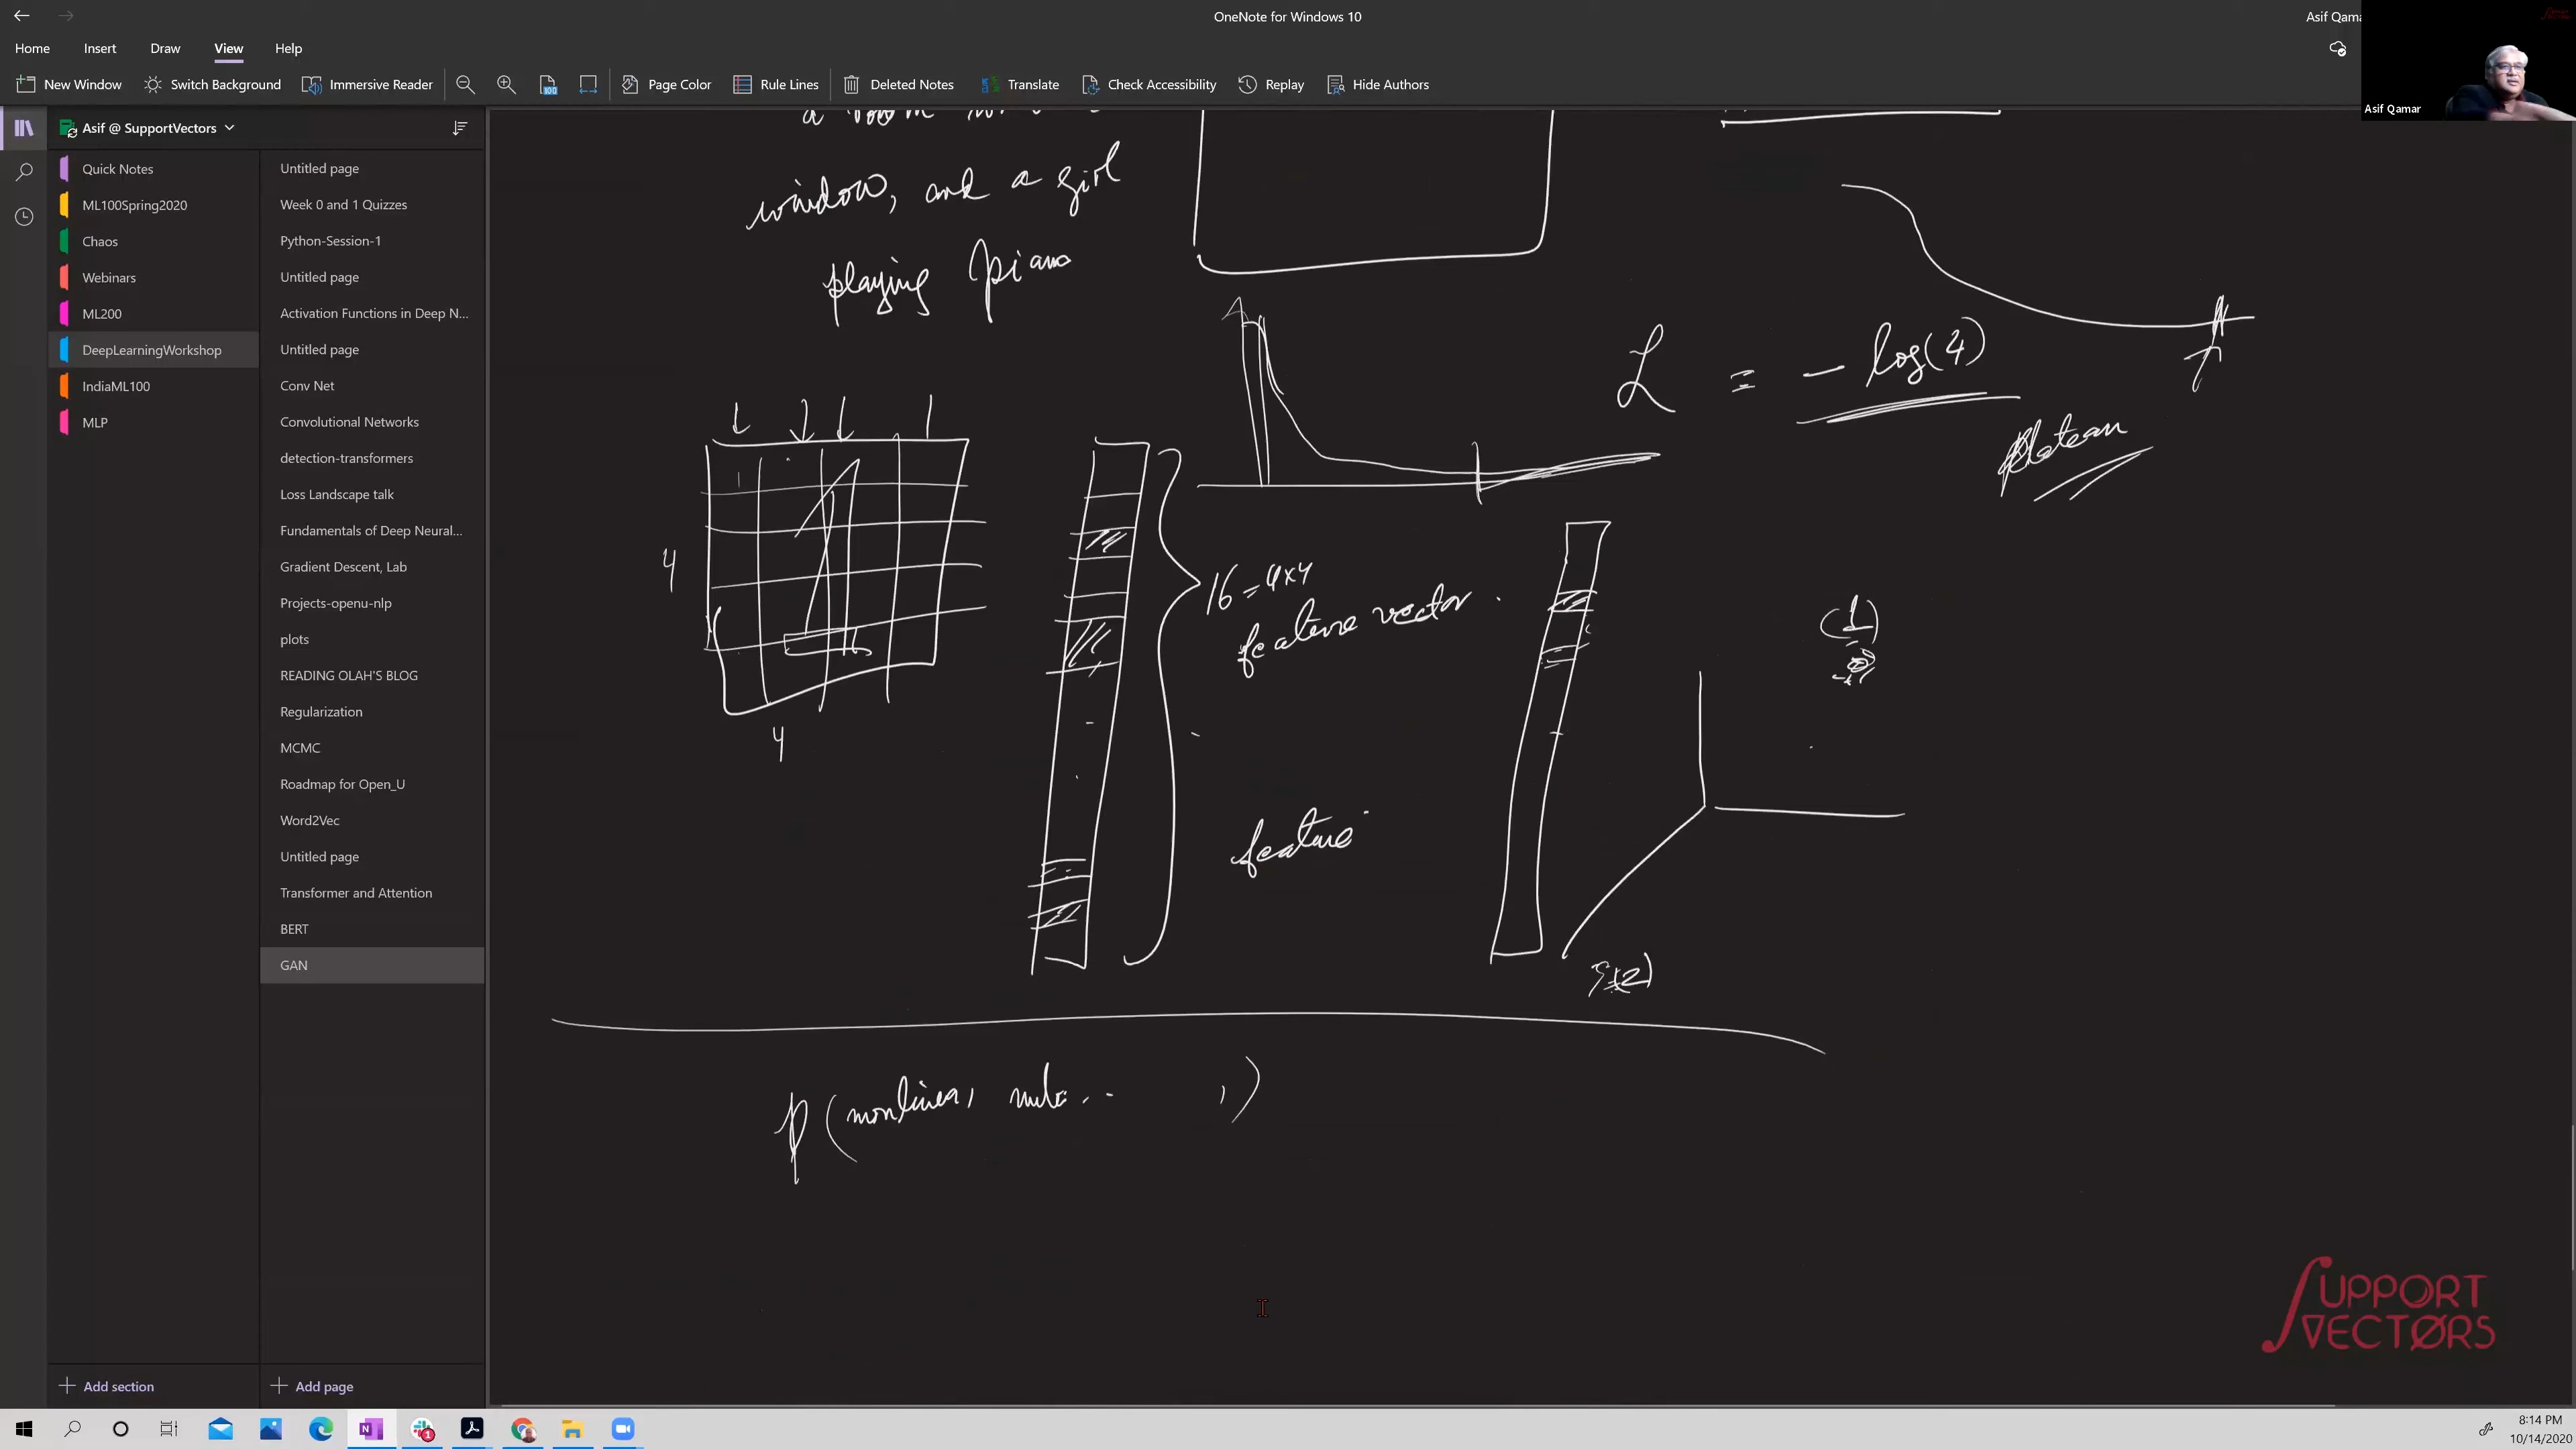 OneNote for Windows 10
Asif Qama
Home
Insert
Draw
View
Help
New Window
Switch Background
Immersive Reader
100
Page Color
Rule Lines
Deleted Notes
Translate
Check Accessibility
Replay
Hide Authors
Asif Qamar
Asif @ SupportVectors
Quick Notes
ML100Spring2020
Chaos
Webinars
ML200
DeepLearningWorkshop
IndiaML100
MLP
Untitled page
Week 0 and 1 Quizzes
Python-Session-1
Untitled page
Activation Functions in Deep N...
Untitled page
Conv Net
Convolutional Networks
detection-transformers
Loss Landscape talk
Fundamentals of Deep Neural...
Gradient Descent, Lab
Projects-openu-nlp
plots
READING OLAH'S BLOG
Regularization
MCMC
Roadmap for Open_U
Word2Vec
Untitled page
Transformer and Attention
BERT
GAN
window, and a girl
playing piano
L = - log(4)
plateau
4
4
16 = 4x4
feature vector
feature
p(nonlinear,
SUPPORT
VECTORS
Add section
Add page
8:14 PM
10/14/2020